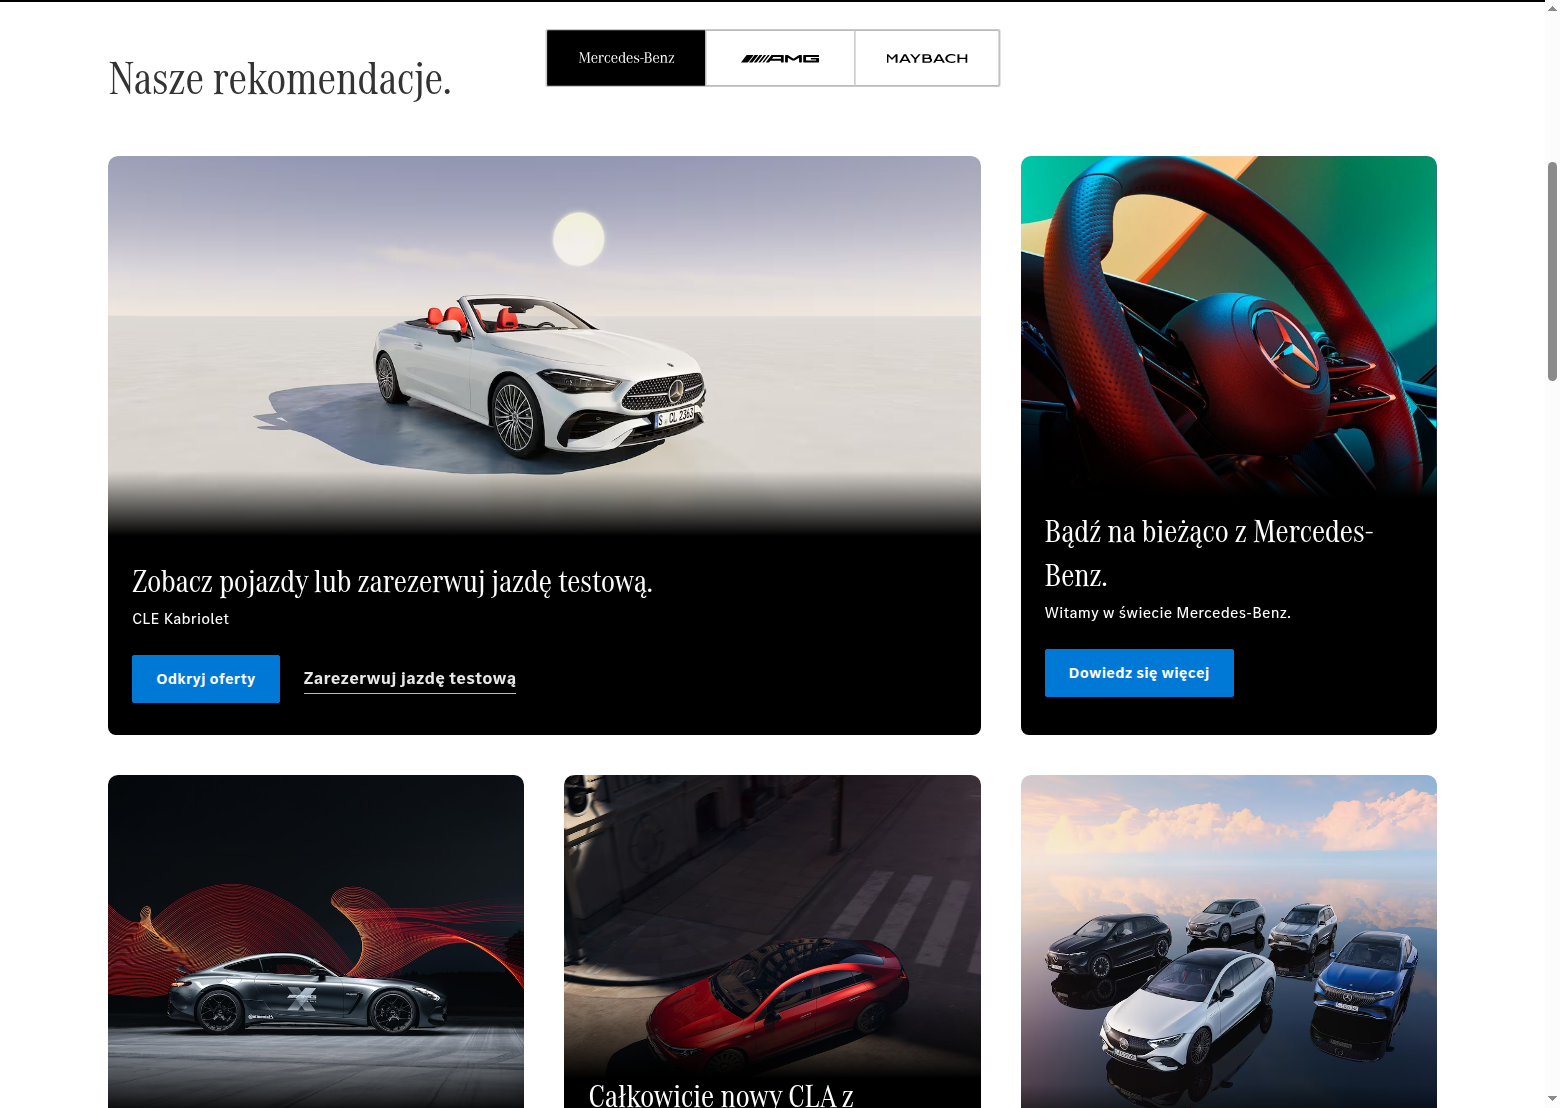 Nasze rekomendacje.
Mercedes-Benz
AMG
MAYBACH
S CL 2363
Zobacz pojazdy lub zarezerwuj jazdę testową.
CLE Kabriolet
Odkryj oferty
Zarezerwuj jazdę testową
Bądź na bieżąco z Mercedes-
Benz.
Witamy w świecie Mercedes-Benz.
Dowiedz się więcej
Całkowicie nowy CLA z